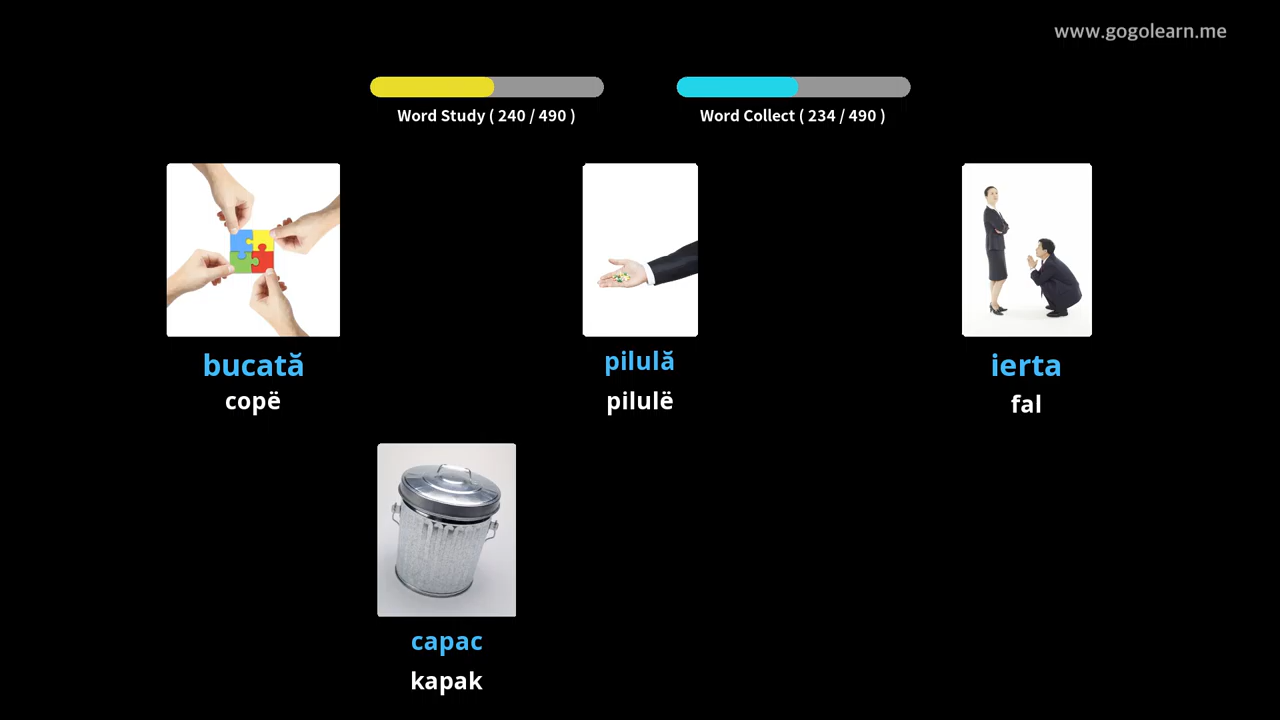 www.gogolearn.me
Word Study ( 240 / 490 )
Word Collect ( 234 / 490 )
bucată
copë
pilulă
pilulë
ierta
fal
capac
kapak